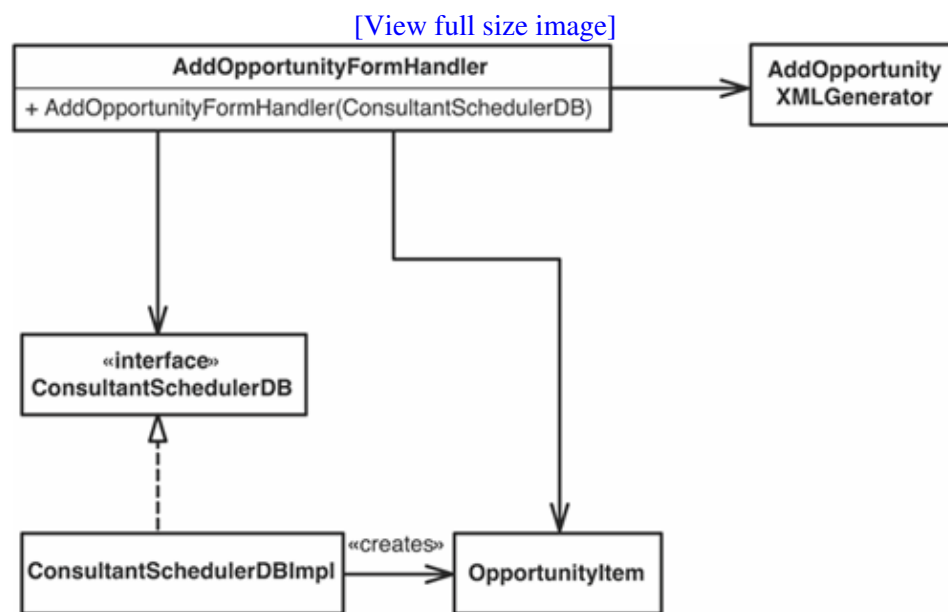 [View full size image]
AddOpportunityFormHandler
+ AddOpportunityFormHandler(ConsultantSchedulerDB)
AddOpportunity
XMLGenerator
«interface»
ConsultantSchedulerDB
ConsultantSchedulerDBImpl
«creates»
OpportunityItem